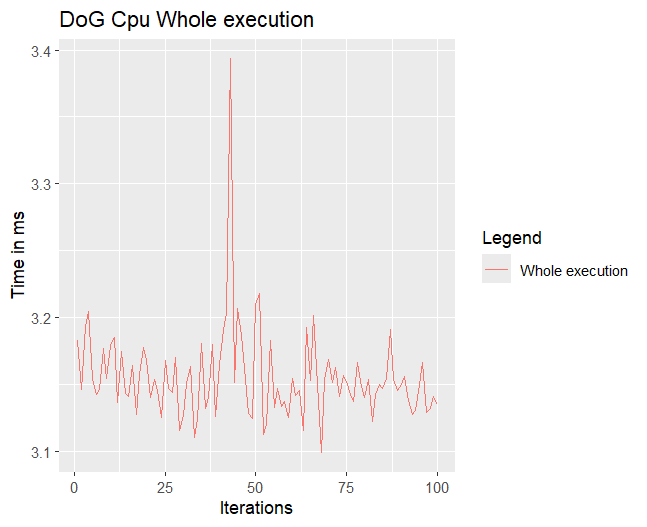 DoG Cpu Whole execution
3.4
3.3
3.2
3.1
Time in ms
0 25 50 75 100
Iterations
Legend
Whole execution